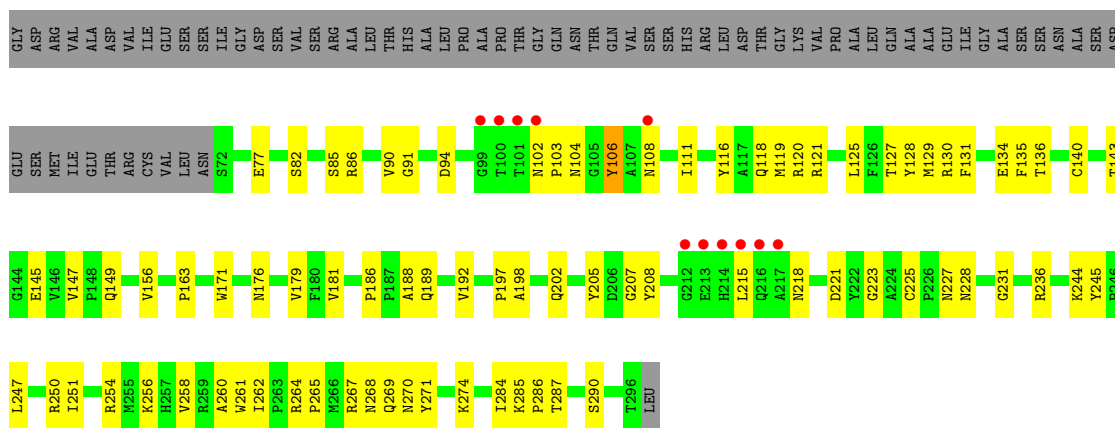 GLY ASP ARG VAL ALA ASP VAL ILE GLU SER SER ILE GLY ASP SER VAL SER ARG ALA LEU THR HIS ALA LEU PRO ALA PRO THR GLY GLN ASN THR GLN VAL SER SER HIS ARG LEU ASP THR GLY LYS VAL PRO ALA LEU GLN ALA ALA GLU ILE GLY ALA SER SER ASN ALA SER ASP
GLU SER MET ILE GLU THR ARG CYS VAL LEU ASN S72 E77 S82 S85 R86 V90 G91 D94 G99 T100 T101 N102 P103 N104 G105 Y106 A107 N108 I111 Y116 A117 Q118 M119 R120 R121 L125 F126 T127 Y128 M129 R130 F131 E134 F135 T136 C140 T143
G144 E145 V146 V147 P148 Q149 V156 P163 W171 N176 V179 F180 V181 P186 P187 A188 Q189 V192 P197 A198 Q202 Y205 D206 G207 Y208 G212 E213 H214 L215 Q216 A217 N218 D221 Y222 G223 A224 C225 P226 N227 N228 G231 R236 K244 Y245
L247 R250 I251 R254 M255 K256 H257 V258 R259 A260 W261 I262 P263 R264 P265 M266 R267 N268 Q269 N270 Y271 K274 I284 K285 P286 T287 S290 T296 LEU